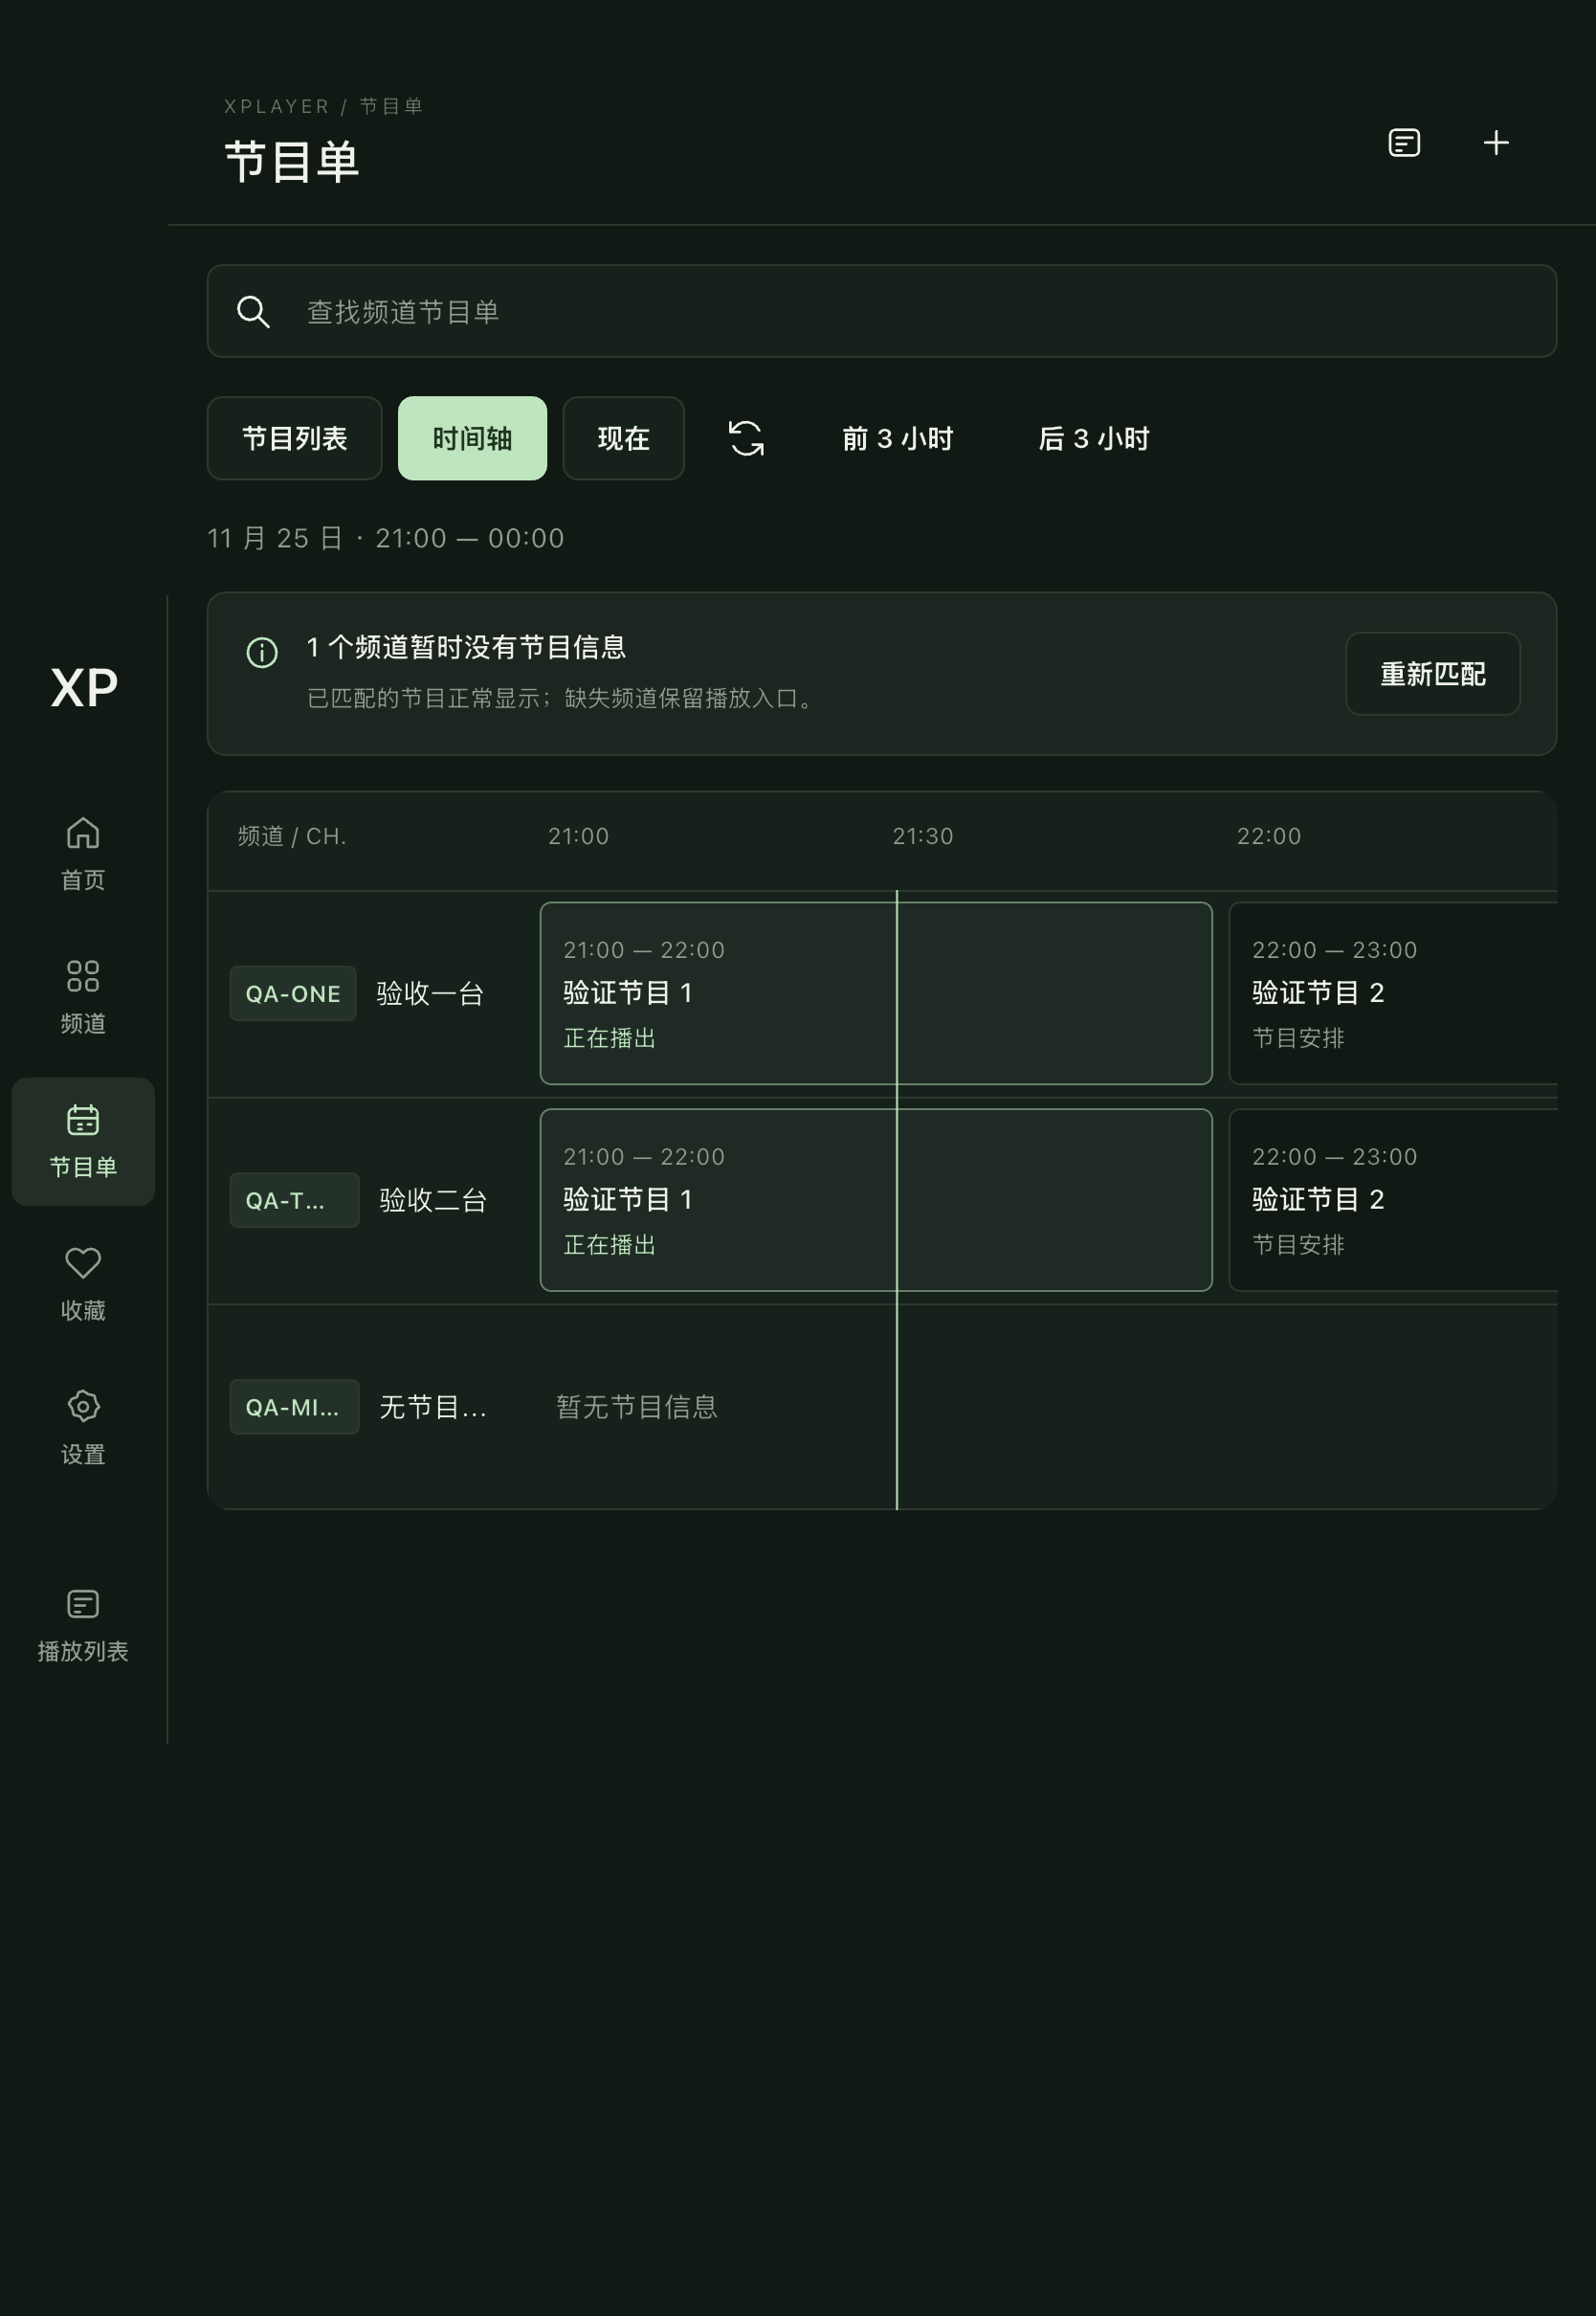 XPLAYER / 节目单
节目单
查找频道节目单
节目列表
时间轴
现在
前 3 小时
后 3 小时
11 月 25 日 · 21:00 — 00:00
1 个频道暂时没有节目信息
已匹配的节目正常显示；缺失频道保留播放入口。
重新匹配
XP
首页
频道
节目单
收藏
设置
播放列表
频道 / CH.
21:00
21:30
22:00
QA-ONE
验收一台
21:00 — 22:00
验证节目 1
正在播出
22:00 — 23:00
验证节目 2
节目安排
QA-T...
验收二台
21:00 — 22:00
验证节目 1
正在播出
22:00 — 23:00
验证节目 2
节目安排
QA-MI...
无节目...
暂无节目信息